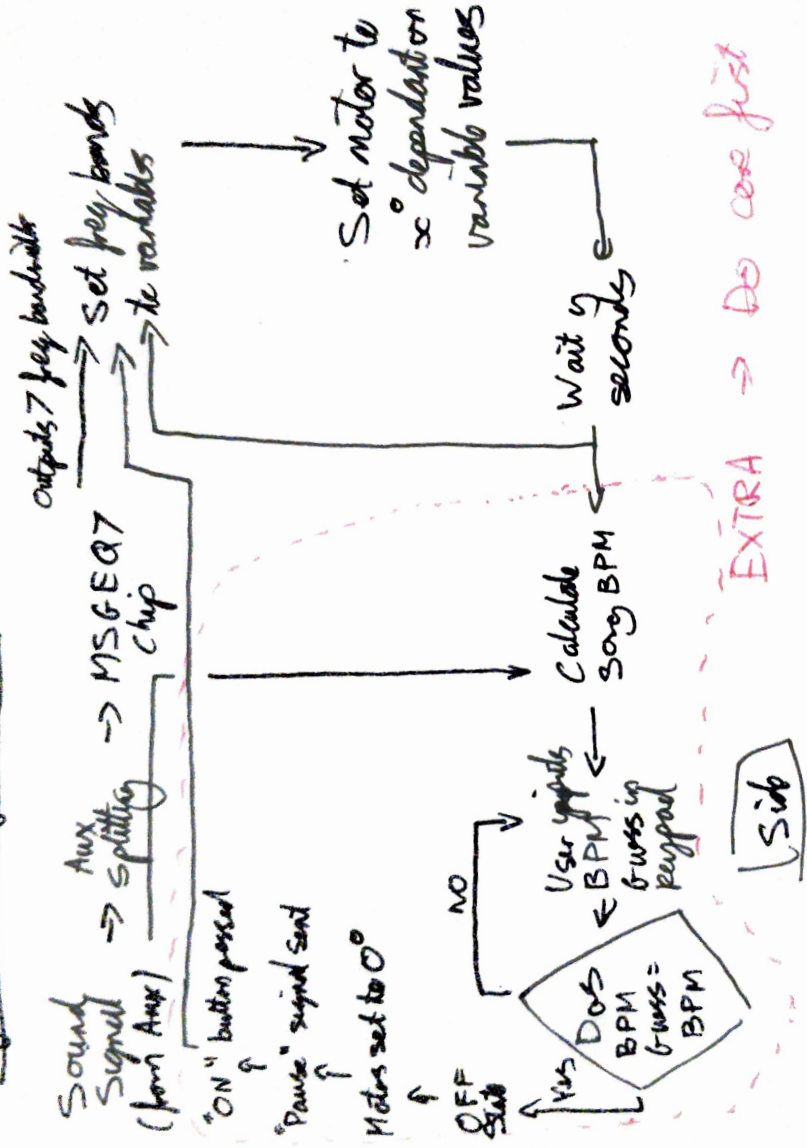 Sound
Signal
(from Aux)
→ Aux
splitting
→ MSGEQ7
chip
outputs 7 freq bandwidths
Set freq bands
to variables
Set motor to
x° dependant on
variable values
Wait y
seconds
Calculate
Song BPM
User inputs
BPM
Guess in
keypad
NO
Does
BPM
Guess =
BPM
Yes
OFF
State
Motors set to 0°
"Pause" signal sent
"ON" button pressed
EXTRA → Do core first